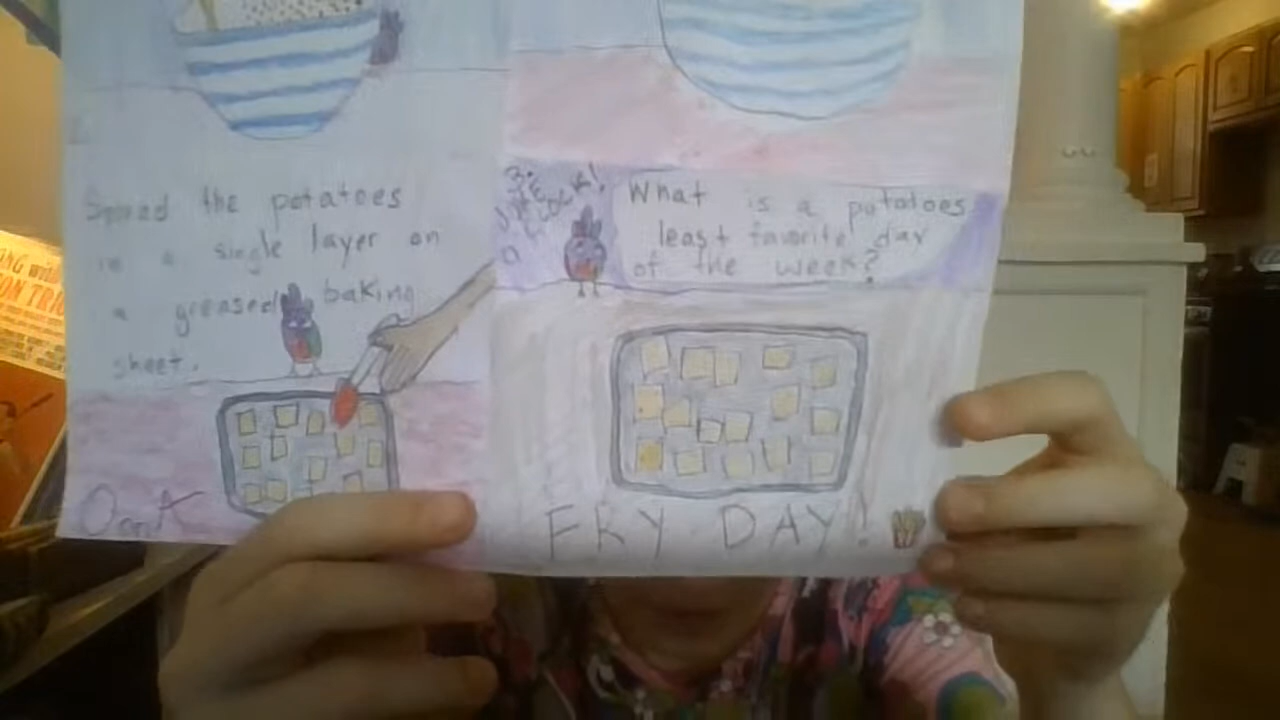 Spread the potatoes
in a single layer on
a greased baking
sheet.
What is a potatoes
least favorite day
of the week?
FRY DAY!